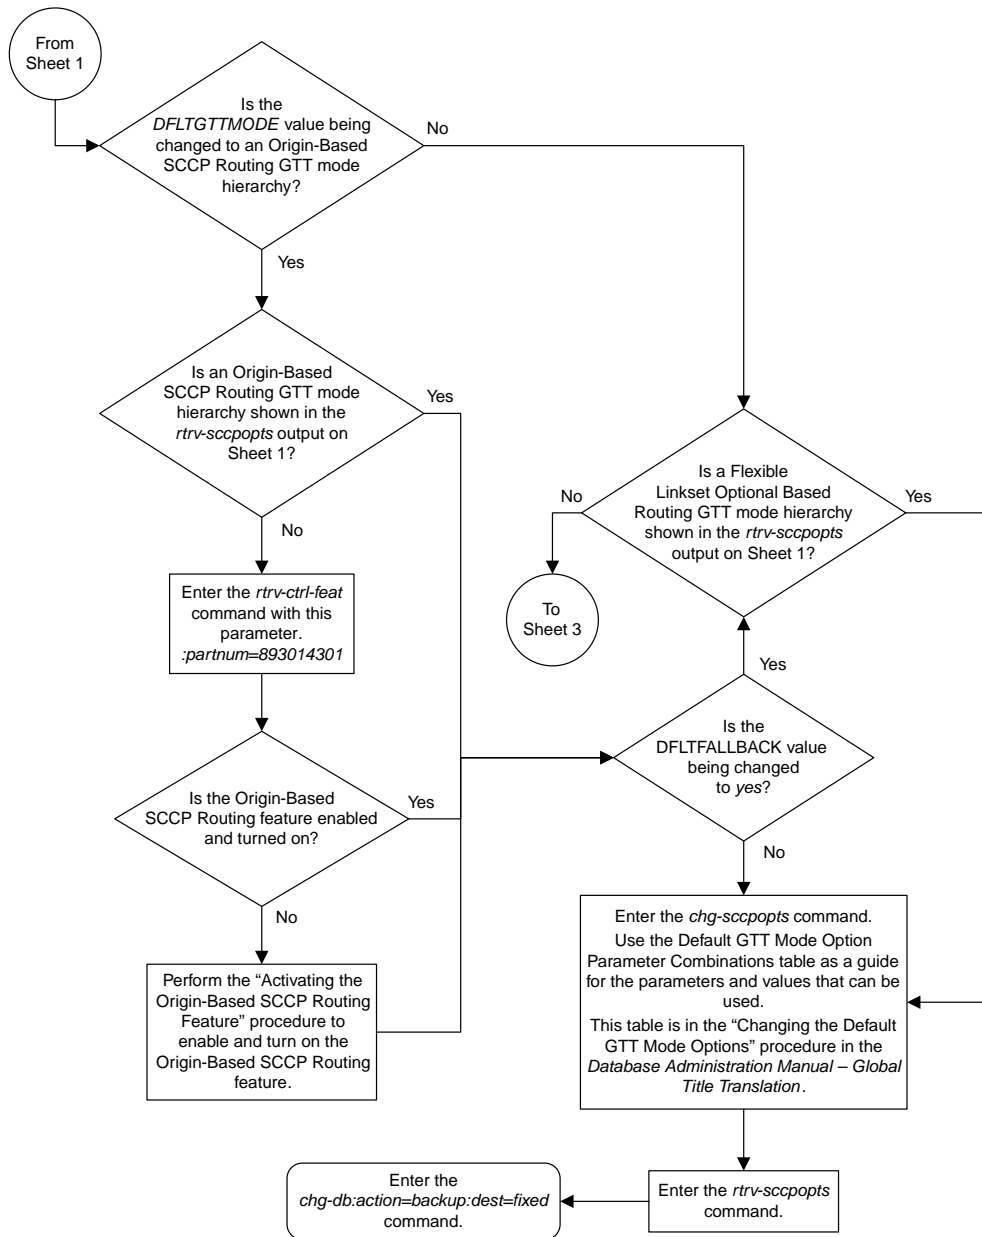 From
Sheet 1
Is the
DFLTGTTMODE value being
changed to an Origin-Based
SCCP Routing GTT mode
hierarchy?
No
Yes
Is an Origin-Based
SCCP Routing GTT mode
hierarchy shown in the
rtrv-sccpopts output on
Sheet 1?
Yes
No
Enter the rtrv-ctrl-feat
command with this
parameter.
:partnum=893014301
Is the Origin-Based
SCCP Routing feature enabled
and turned on?
Yes
No
Perform the “Activating the
Origin-Based SCCP Routing
Feature” procedure to
enable and turn on the
Origin-Based SCCP Routing
feature.
Is a Flexible
Linkset Optional Based
Routing GTT mode hierarchy
shown in the rtrv-sccpopts
output on Sheet 1?
No
Yes
To
Sheet 3
Yes
Is the
DFLTFALLBACK value
being changed
to yes?
No
Enter the chg-sccpopts command.
Use the Default GTT Mode Option
Parameter Combinations table as a guide
for the parameters and values that can be
used.
This table is in the “Changing the Default
GTT Mode Options” procedure in the
Database Administration Manual – Global
Title Translation.
Enter the rtrv-sccpopts
command.
Enter the
chg-db:action=backup:dest=fixed
command.